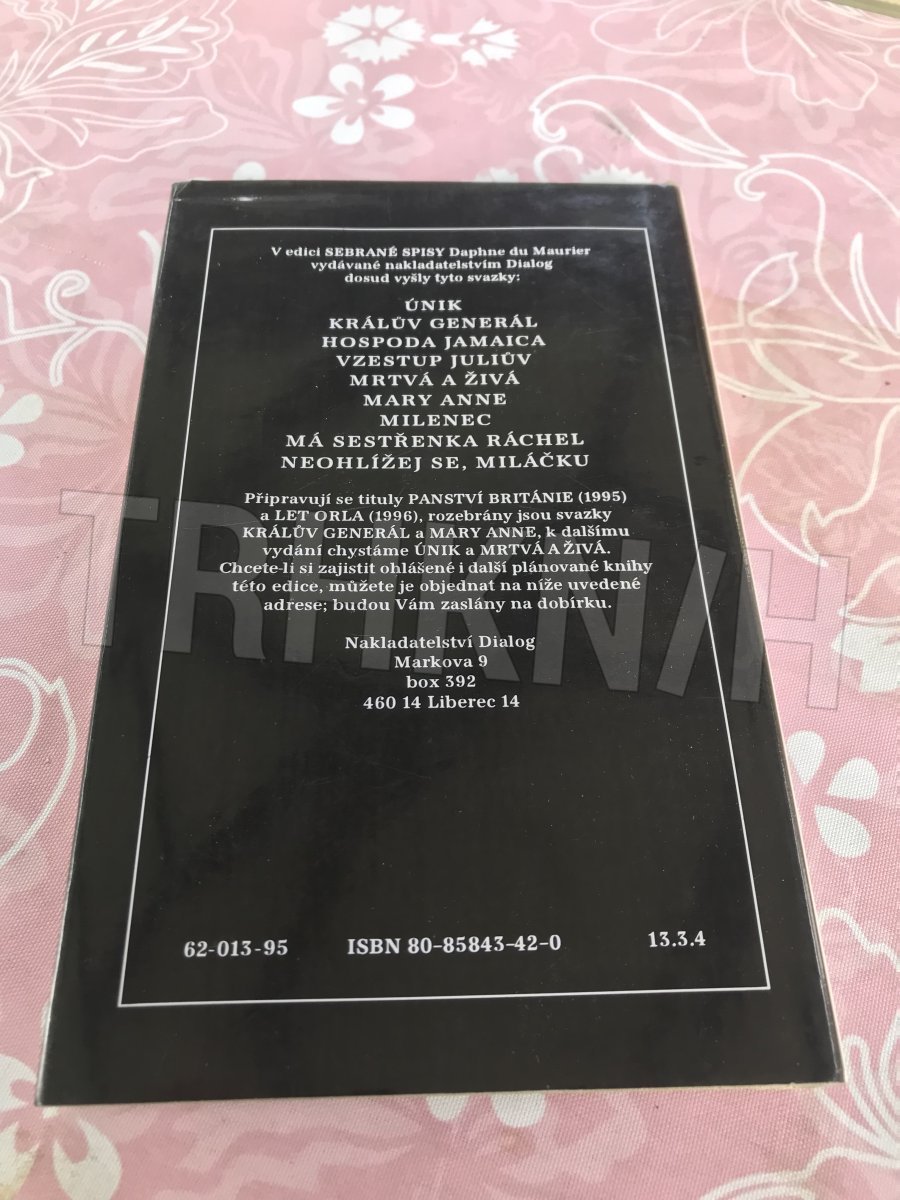 V edici SEBRANÉ SPISY Daphne du Maurier
vydávané nakladatelstvím Dialog
dosud vyšly tyto svazky:
ÚNIK
KRÁLŮV GENERÁL
HOSPODA JAMAICA
VZESTUP JULIŮV
MRTVÁ A ŽIVÁ
MARY ANNE
MILENEC
MÁ SESTŘENKA RÁCHEL
NEOHLÍŽEJ SE, MILÁČKU
Připravují se tituly PANSTVÍ BRITÁNIE (1995)
a LET ORLA (1996), rozebrány jsou svazky
KRÁLŮV GENERÁL a MARY ANNE, k dalšímu
vydání chystáme ÚNIK a MRTVÁ A ŽIVÁ.
Chcete-li si zajistit ohlášené i další plánované knihy
této edice, můžete je objednat na níže uvedené
adrese; budou Vám zaslány na dobírku.
Nakladatelství Dialog
Markova 9
box 392
460 14 Liberec 14
62-013-95 ISBN 80-85843-42-0 13.3.4